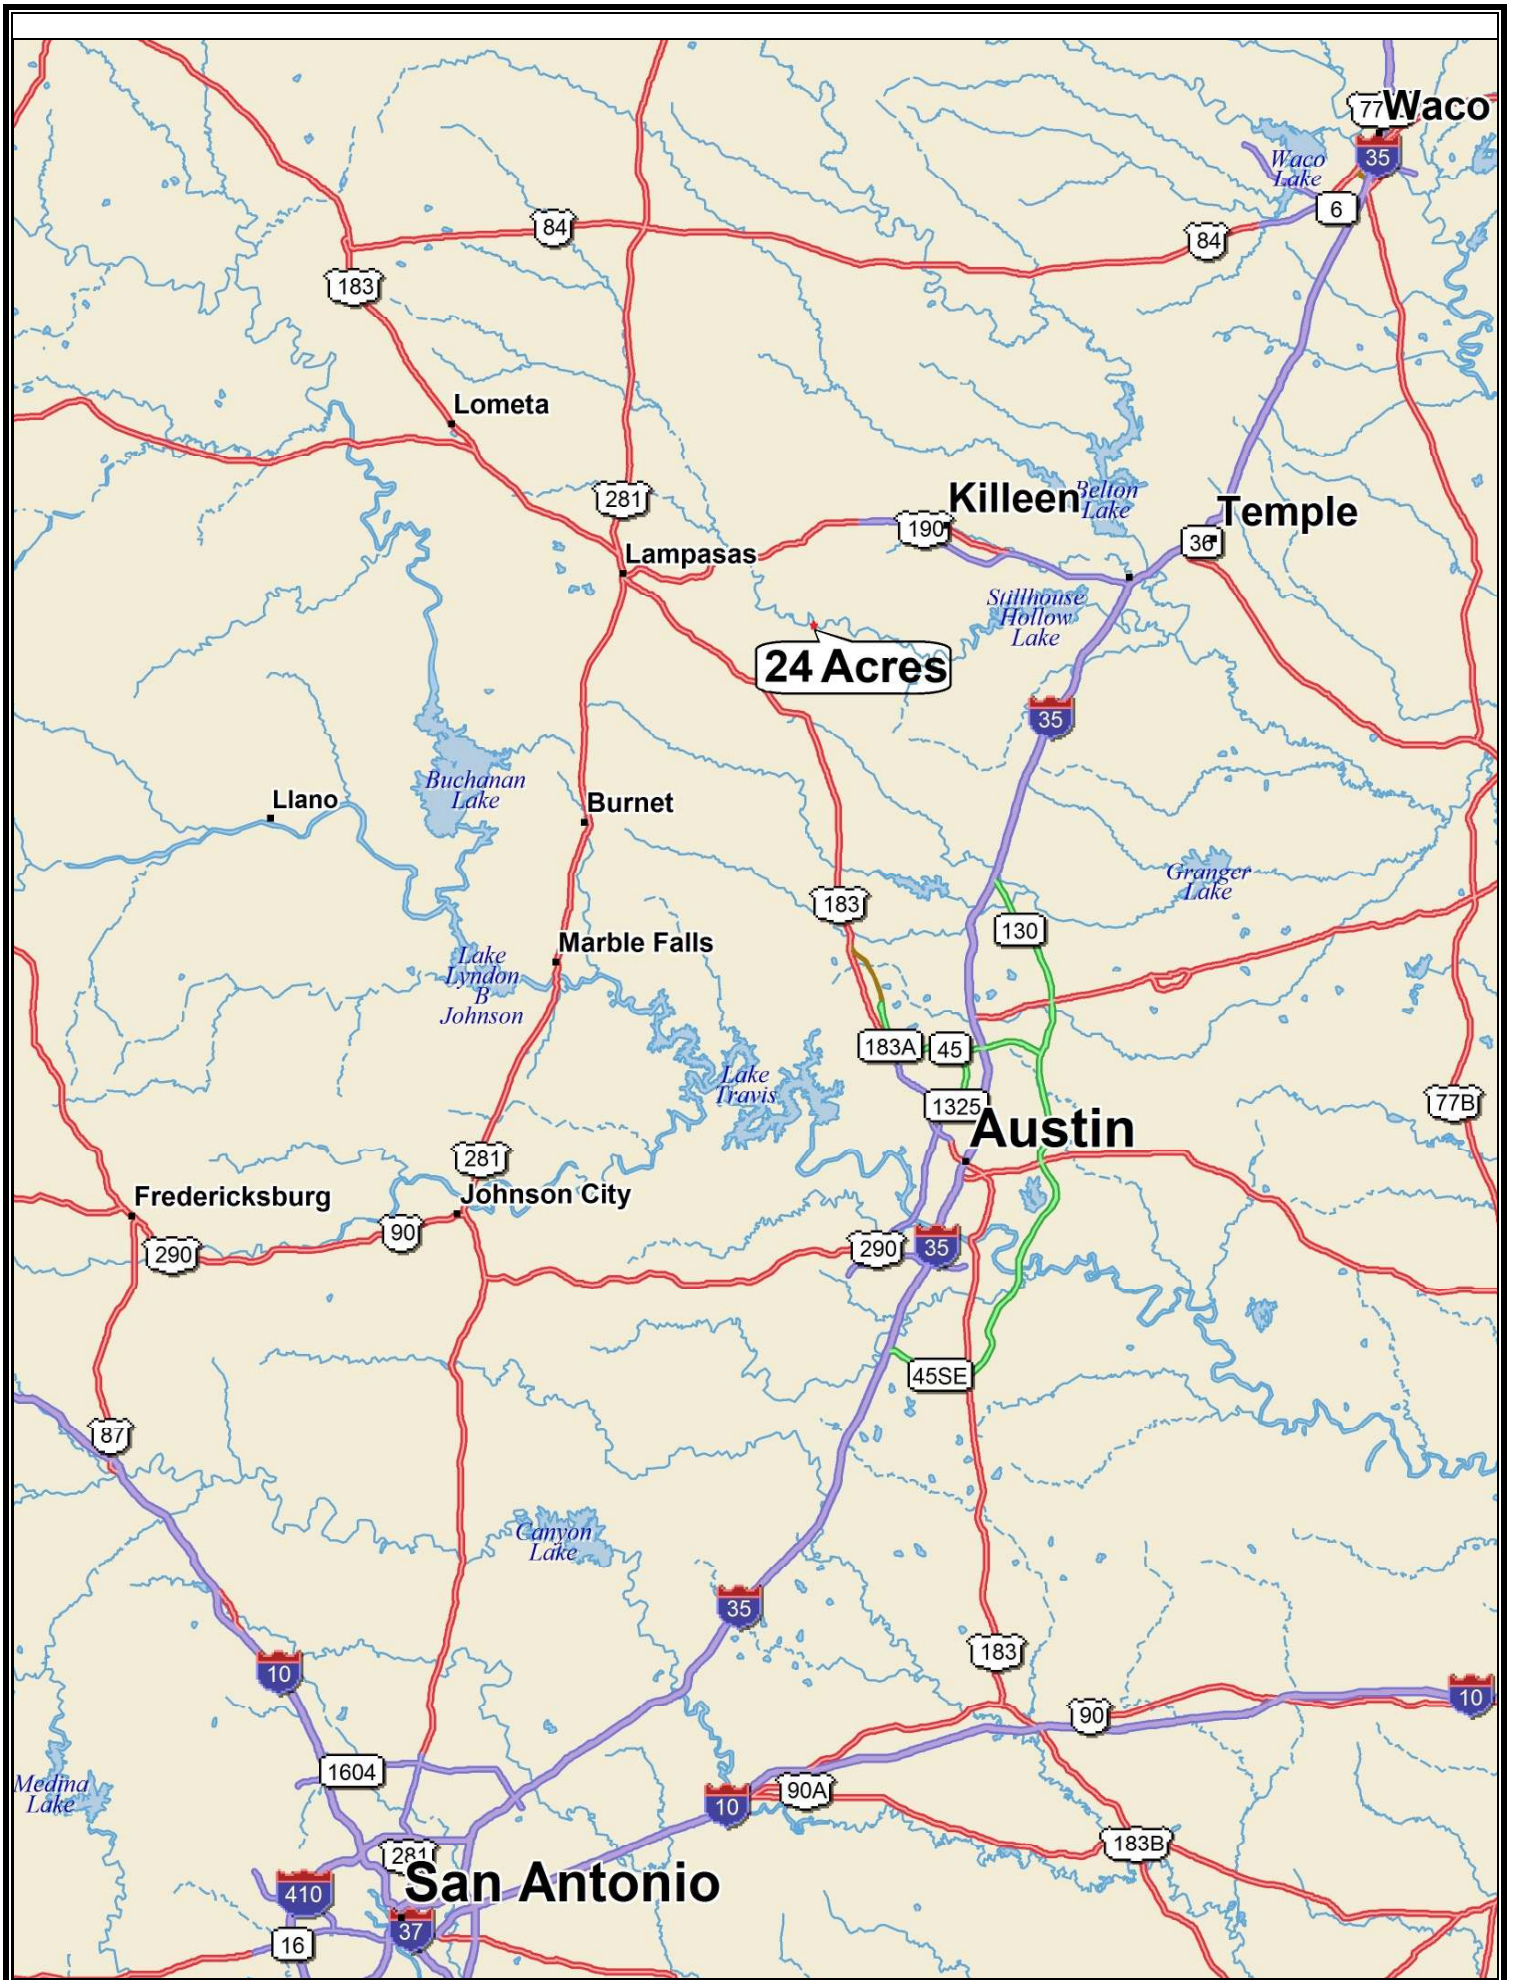 77
Waco
Waco
Lake
35
6
84
84
183
Lometa
281
Killeen
Belton
Lake
190
Temple
36
Lampasas
Stillhouse
Hollow
Lake
24 Acres
35
Buchanan
Lake
Llano
Burnet
Granger
Lake
183
130
Marble Falls
Lake
Lyndon
B
Johnson
183A
45
Lake
Travis
1325
77B
Austin
281
Fredericksburg
Johnson City
90
290
290
35
45SE
87
Canyon
Lake
35
183
10
10
90
1604
Medina
Lake
90A
10
183B
281
San Antonio
410
37
16